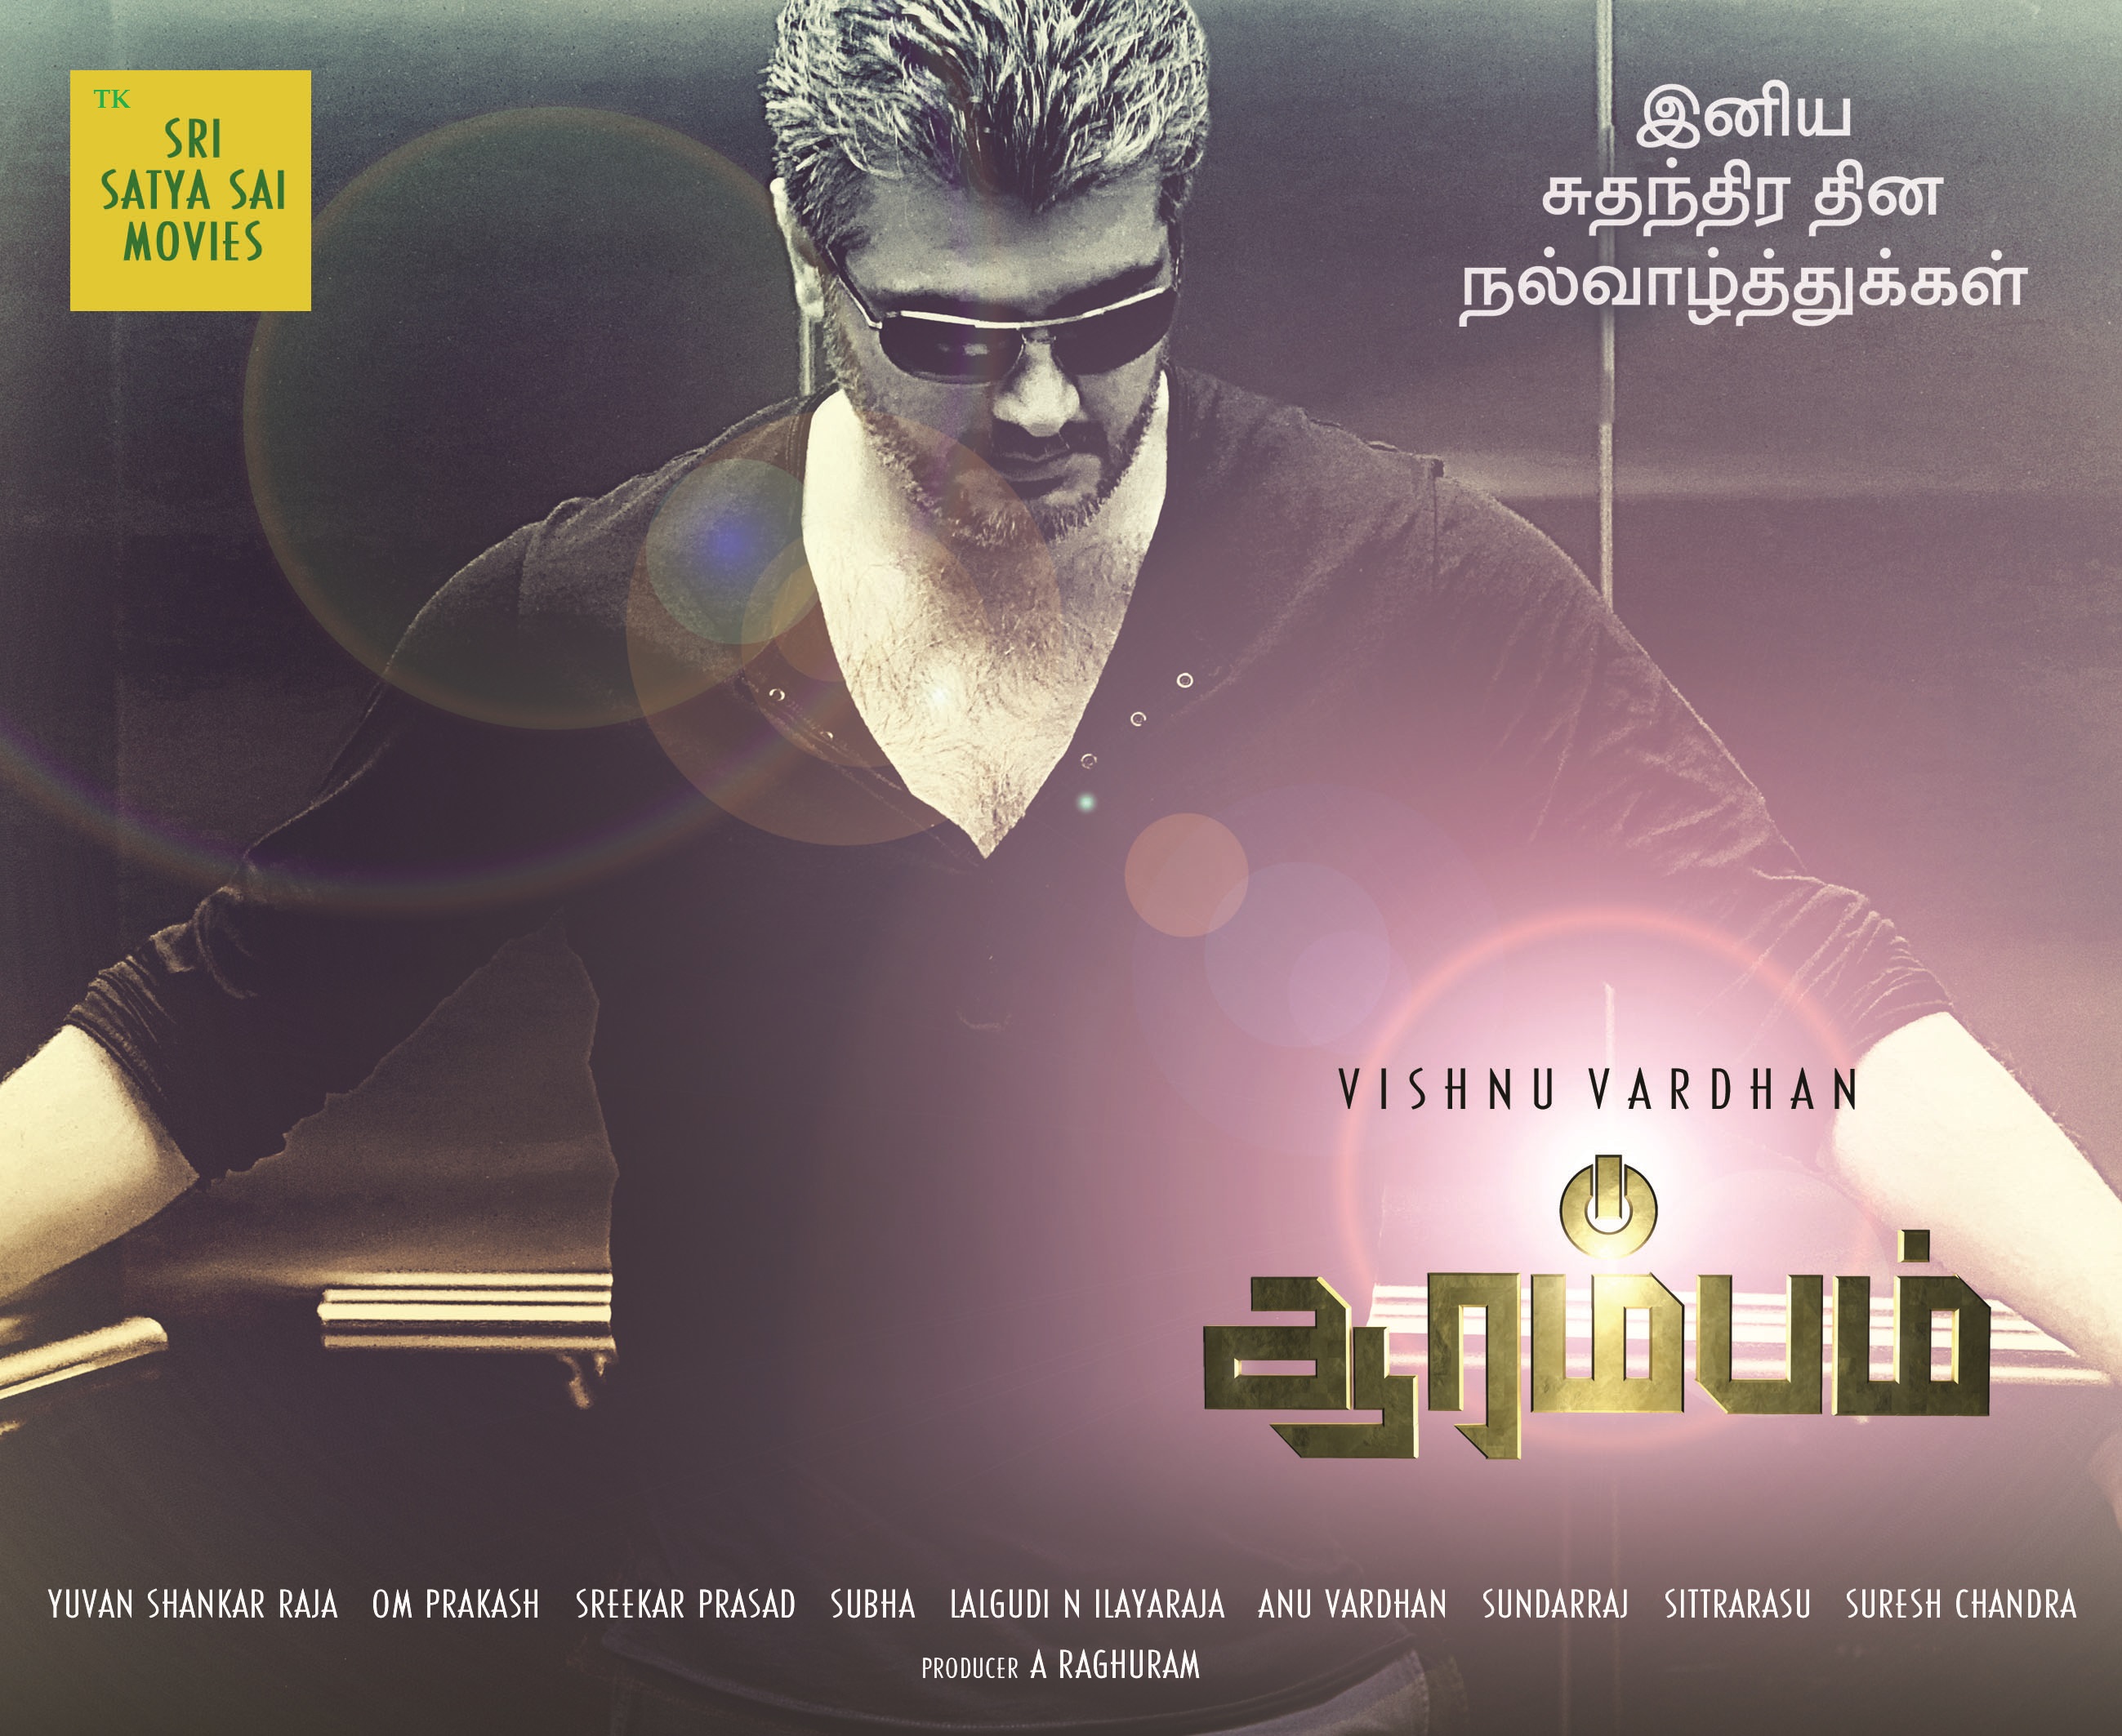 TK
SRI
SATYA SAI
MOVIES
இனிய
சுதந்திர தின
நல்வாழ்த்துக்கள்
VISHNU VARDHAN
ஆரம்பம்
YUVAN SHANKAR RAJA OM PRAKASH SREEKAR PRASAD SUBHA LALGUDI N ILAYARAJA ANU VARDHAN SUNDARRAJ SITTRARASU SURESH CHANDRA
PRODUCER A RAGHURAM